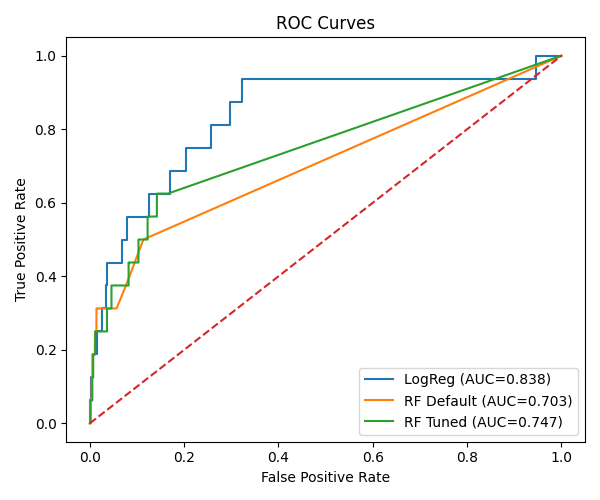 ROC Curves
True Positive Rate
1.0
0.8
0.6
0.4
0.2
0.0
0.0 0.2 0.4 0.6 0.8 1.0
False Positive Rate
LogReg (AUC=0.838)
RF Default (AUC=0.703)
RF Tuned (AUC=0.747)